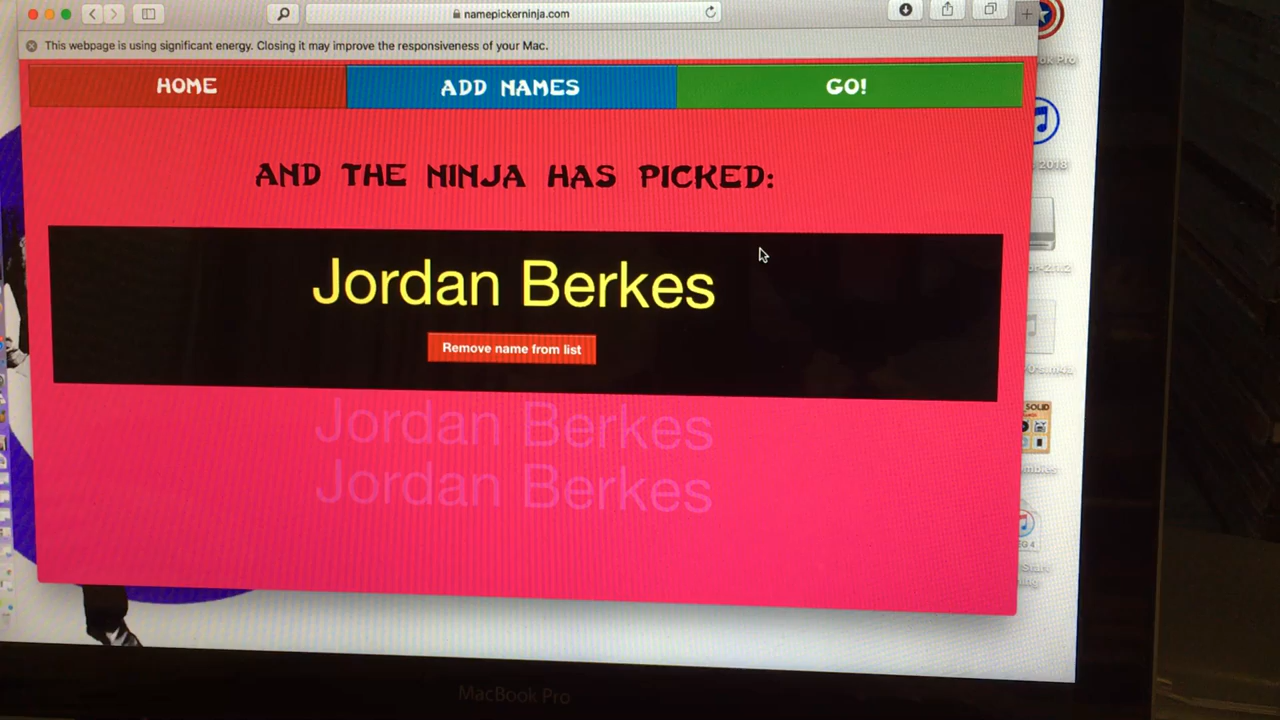 namepickerninja.com
This webpage is using significant energy. Closing it may improve the responsiveness of your Mac.
HOME ADD NAMES GO!
AND THE NINJA HAS PICKED:
Jordan Berkes
Remove name from list
Jordan Berkes
Jordan Berkes
2018
SOLID
MacBook Pro